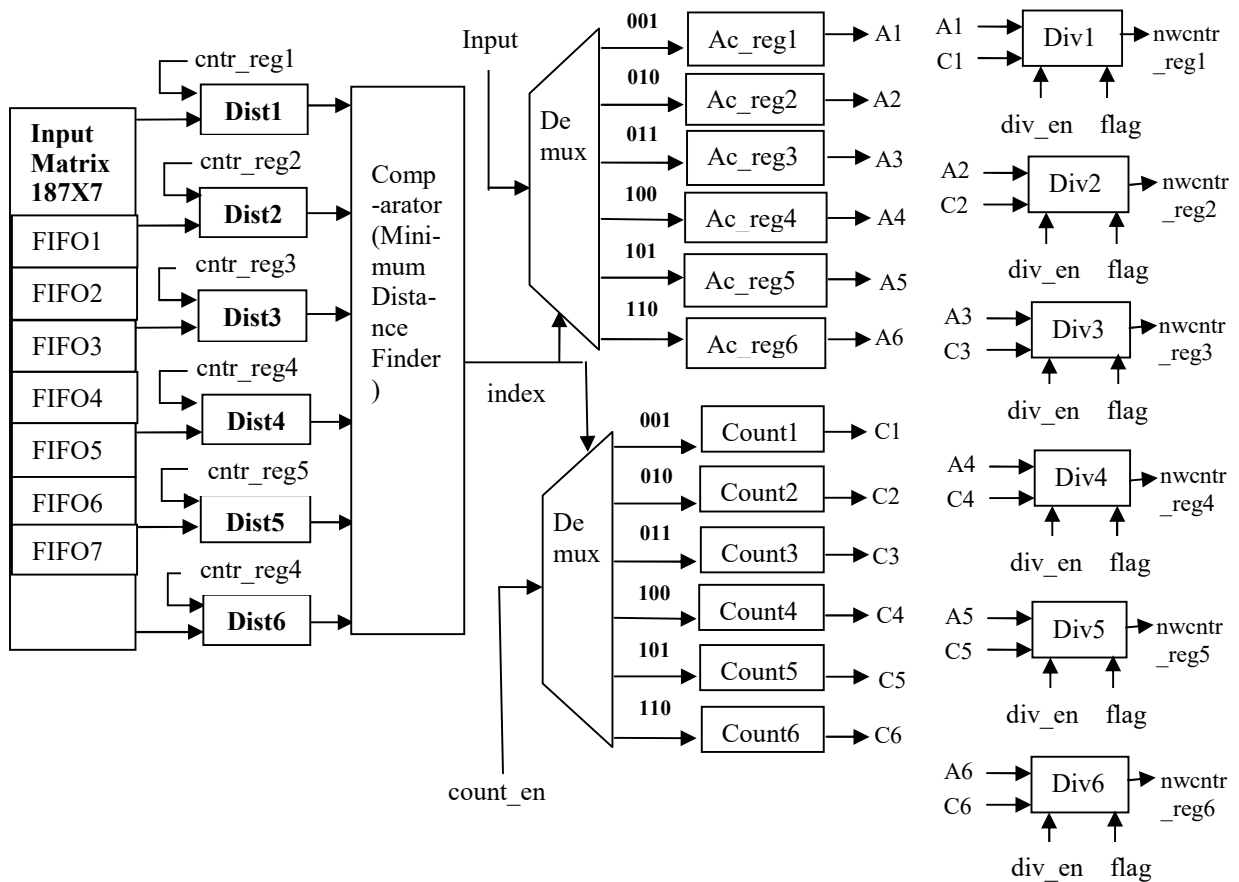 Input
Matrix
187X7
FIFO1
FIFO2
FIFO3
FIFO4
FIFO5
FIFO6
FIFO7
cntr_reg1
Dist1
cntr_reg2
Dist2
cntr_reg3
Dist3
cntr_reg4
Dist4
cntr_reg5
Dist5
cntr_reg4
Dist6
Comp
-arator
(Mini-
mum
Dista-
nce
Finder
)
index
Input
De
mux
001
Ac_reg1
A1
010
Ac_reg2
A2
011
Ac_reg3
A3
100
Ac_reg4
A4
101
Ac_reg5
A5
110
Ac_reg6
A6
De
mux
count_en
001
Count1
C1
010
Count2
C2
011
Count3
C3
100
Count4
C4
101
Count5
C5
110
Count6
C6
A1
C1
Div1
nwcntr
_reg1
div_en
flag
A2
C2
Div2
nwcntr
_reg2
div_en
flag
A3
C3
Div3
nwcntr
_reg3
div_en
flag
A4
C4
Div4
nwcntr
_reg4
div_en
flag
A5
C5
Div5
nwcntr
_reg5
div_en
flag
A6
C6
Div6
nwcntr
_reg6
div_en
flag